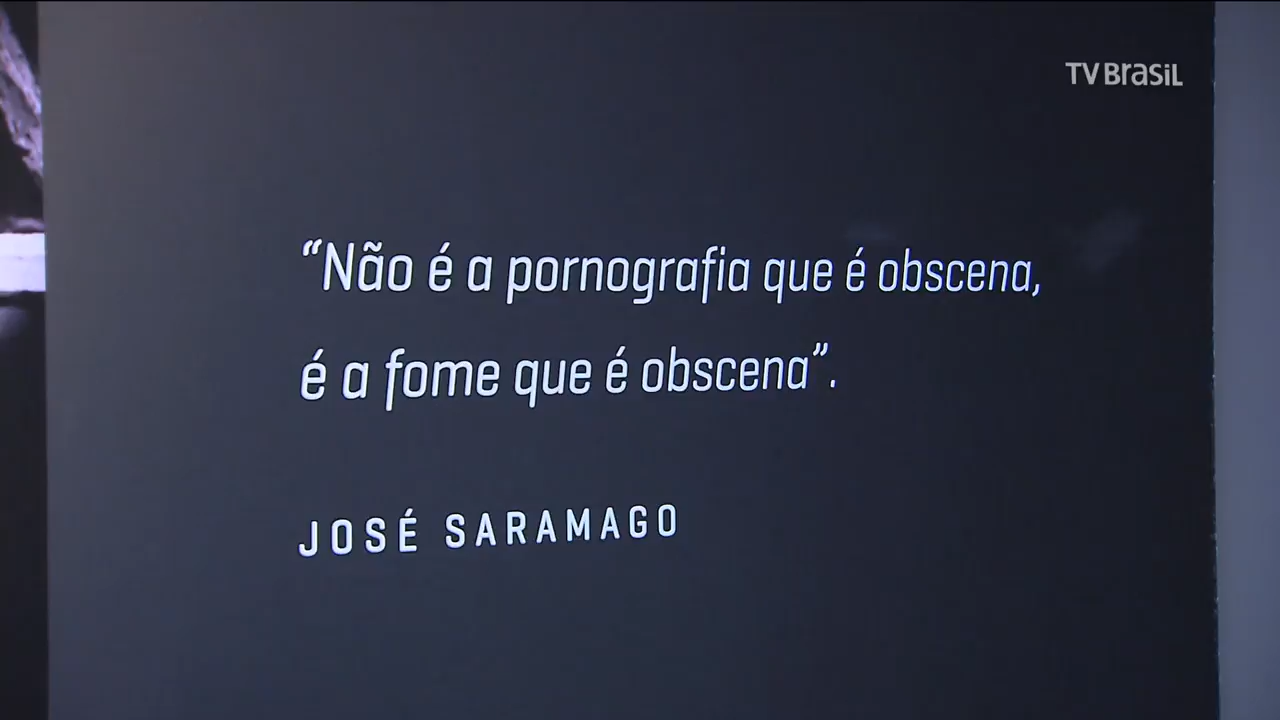 TV BRASIL
“Não é a pornografia que é obscena,
é a fome que é obscena”.
JOSÉ SARAMAGO